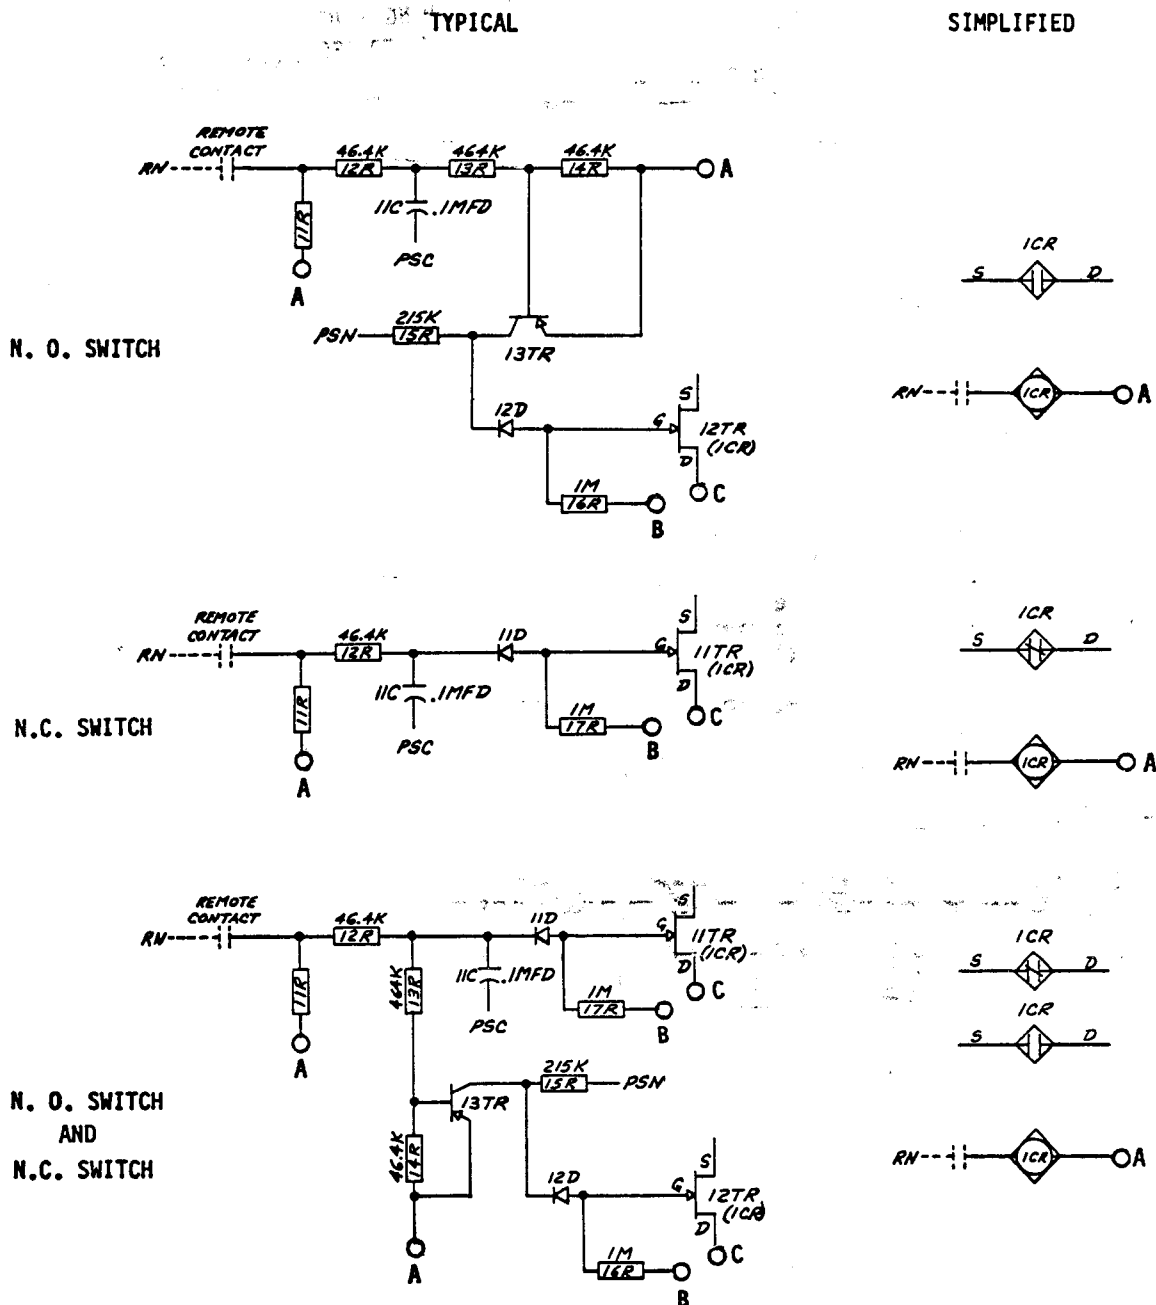 TYPICAL
SIMPLIFIED
N. O. SWITCH
REMOTE
CONTACT
RN
46.4K
12R
464K
13R
46.4K
14R
A
11R
A
11C
.1MFD
PSC
PSN
215K
15R
13TR
12D
G
S
D
12TR
(1CR)
C
1M
16R
B
1CR
S
D
RN
1CR
A
N.C. SWITCH
REMOTE
CONTACT
RN
46.4K
12R
11R
A
11C
.1MFD
PSC
11D
G
S
D
11TR
(1CR)
C
1M
17R
B
1CR
S
D
RN
1CR
A
N. O. SWITCH
AND
N.C. SWITCH
REMOTE
CONTACT
RN
46.4K
12R
11R
A
464K
13R
11C
.1MFD
PSC
11D
G
S
D
11TR
(1CR)
C
1M
17R
B
13TR
215K
15R
PSN
46.4K
14R
A
12D
G
S
D
12TR
(1CR)
C
1M
16R
B
1CR
S
D
1CR
S
D
RN
1CR
A